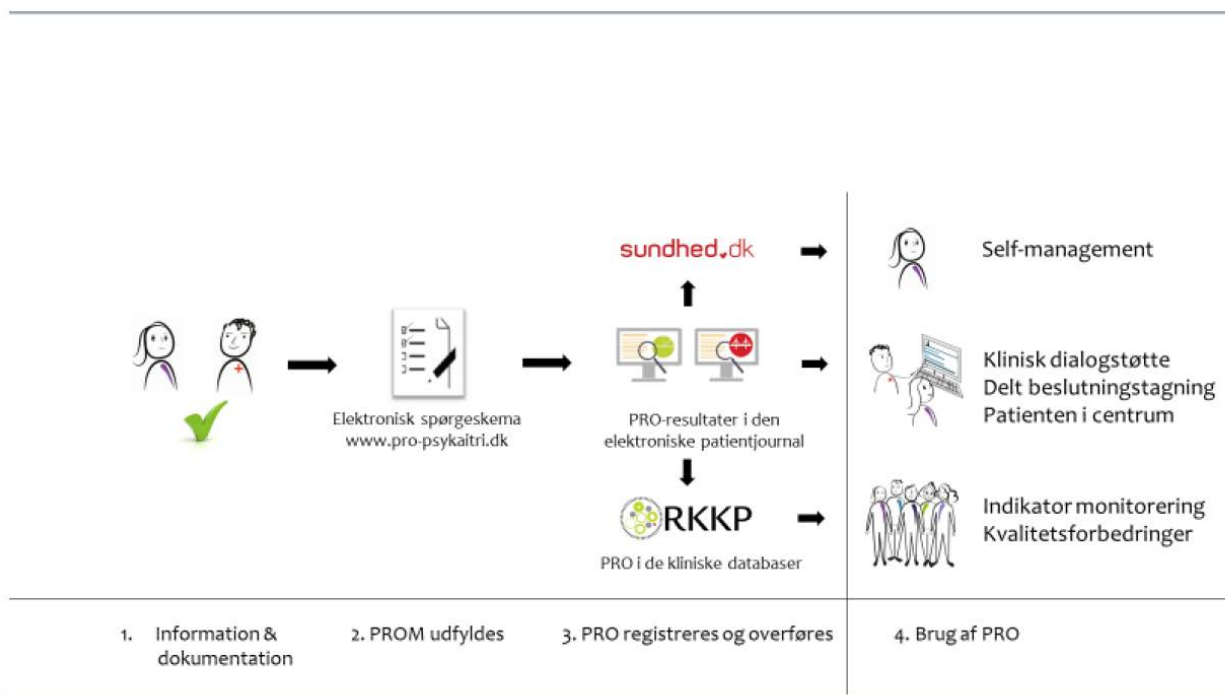 sundhed.dk
Self-management
Elektronisk spørgeskema
www.pro-psykaitri.dk
PRO-resultater i den
elektroniske patientjournal
Klinisk dialogstøtte
Delt beslutningstagning
Patienten i centrum
RKKP
PRO i de kliniske databaser
Indikator monitorering
Kvalitetsforbedringer
1. Information &
dokumentation
2. PROM udfyldes
3. PRO registreres og overføres
4. Brug af PRO